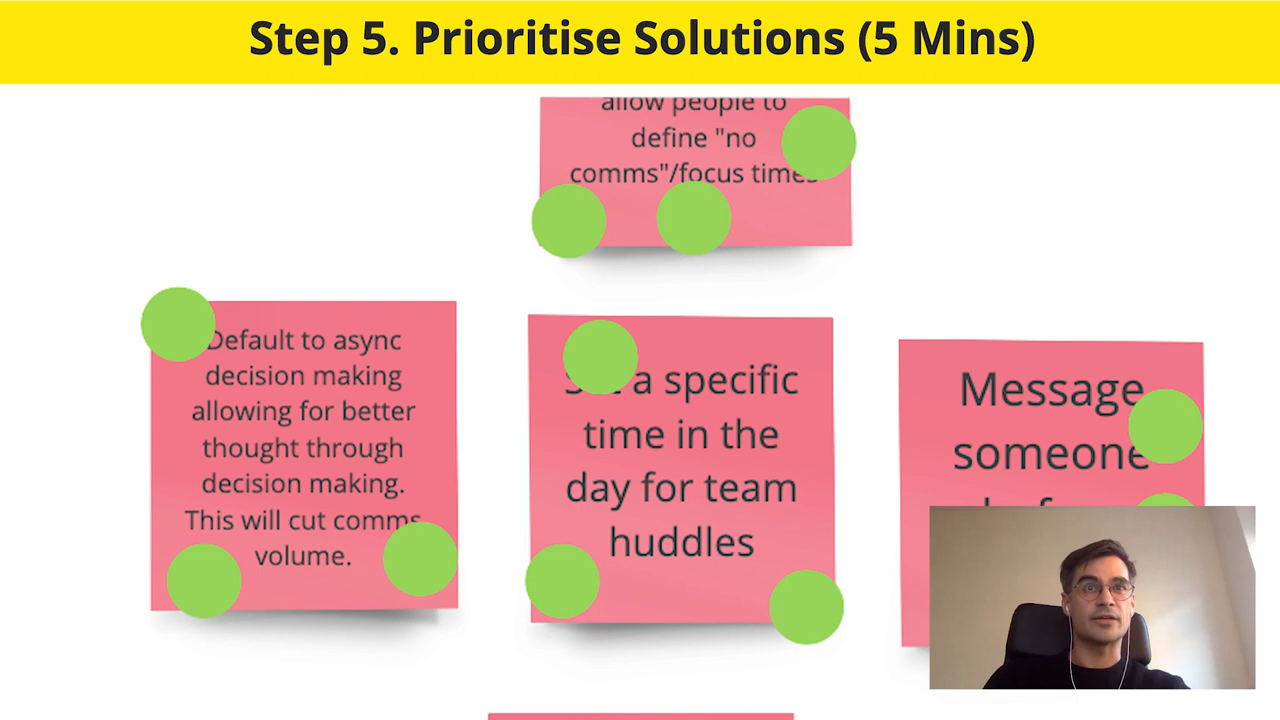 Step 5. Prioritise Solutions (5 Mins)
allow people to
define "no
comms"/focus times
Default to async
decision making
allowing for better
thought through
decision making.
This will cut comms
volume.
a specific
time in the
day for team
huddles
Message
someone